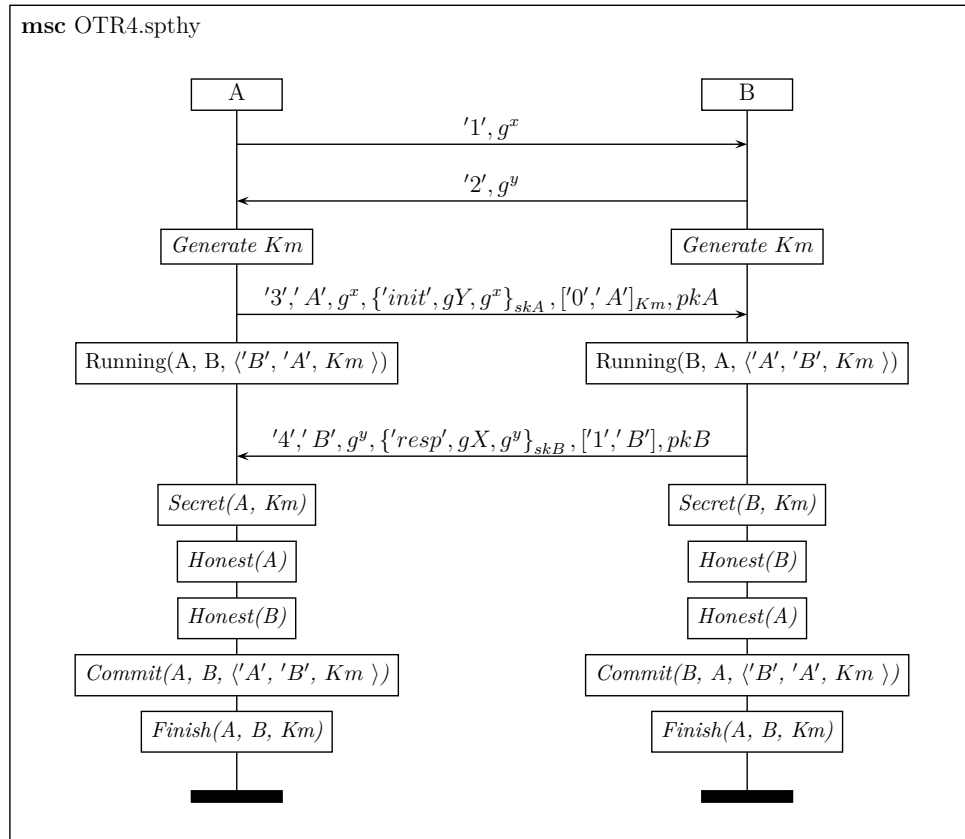 msc OTR4.spthy
A B
'1', g^x
'2', g^y
Generate Km Generate Km
'3',' A', g^x, {'init', gY, g^x}_skA, ['0',' A']_Km, pkA
Running(A, B, ⟨'B', 'A', Km ⟩) Running(B, A, ⟨'A', 'B', Km ⟩)
'4',' B', g^y, {'resp', gX, g^y}_skB, ['1',' B'], pkB
Secret(A, Km) Secret(B, Km)
Honest(A) Honest(B)
Honest(B) Honest(A)
Commit(A, B, ⟨'A', 'B', Km ⟩) Commit(B, A, ⟨'B', 'A', Km ⟩)
Finish(A, B, Km) Finish(A, B, Km)